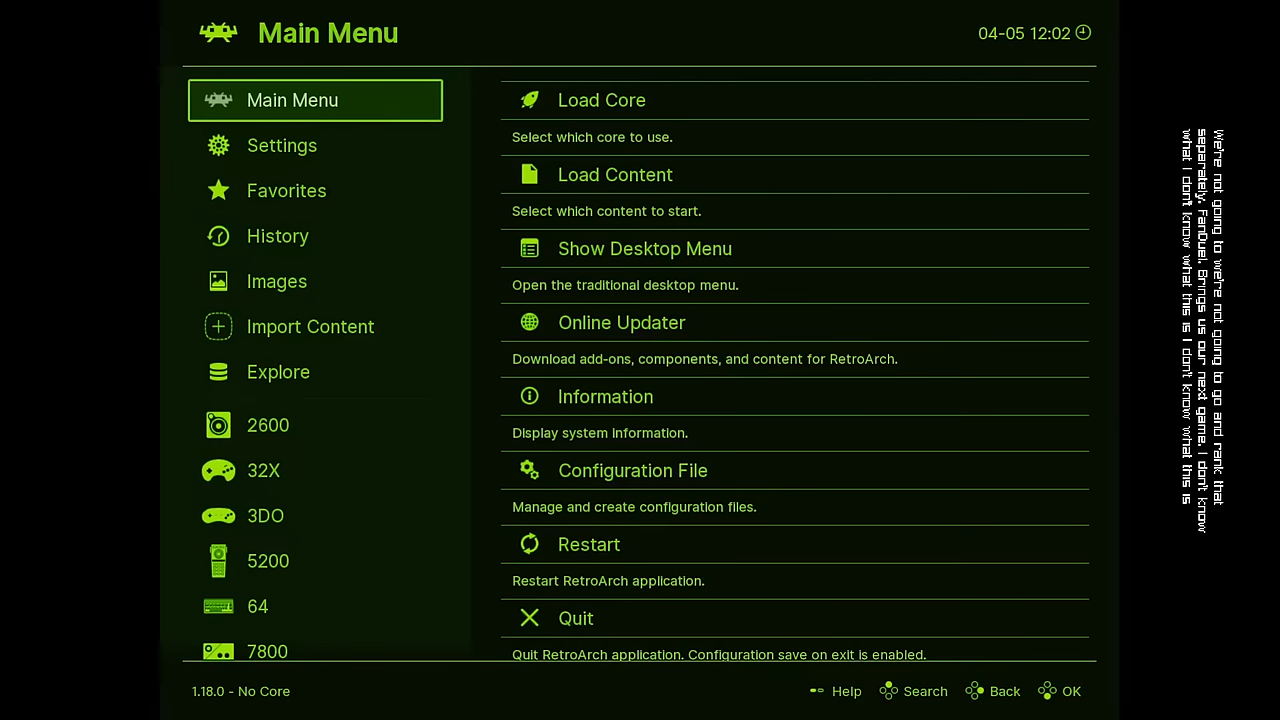 Main Menu
04-05 12:02
Main Menu
Settings
Favorites
History
Images
Import Content
Explore
2600
32X
3DO
5200
64
7800
Load Core
Select which core to use.
Load Content
Select which content to start.
Show Desktop Menu
Open the traditional desktop menu.
Online Updater
Download add-ons, components, and content for RetroArch.
Information
Display system information.
Configuration File
Manage and create configuration files.
Restart
Restart RetroArch application.
Quit
Quit RetroArch application. Configuration save on exit is enabled.
1.18.0 - No Core
Help
Search
Back
OK
We're not going to we're not going to go and rank that
separately. FanDuel. Brings us our next game. I don't know
what I don't know what this is I don't know what this is